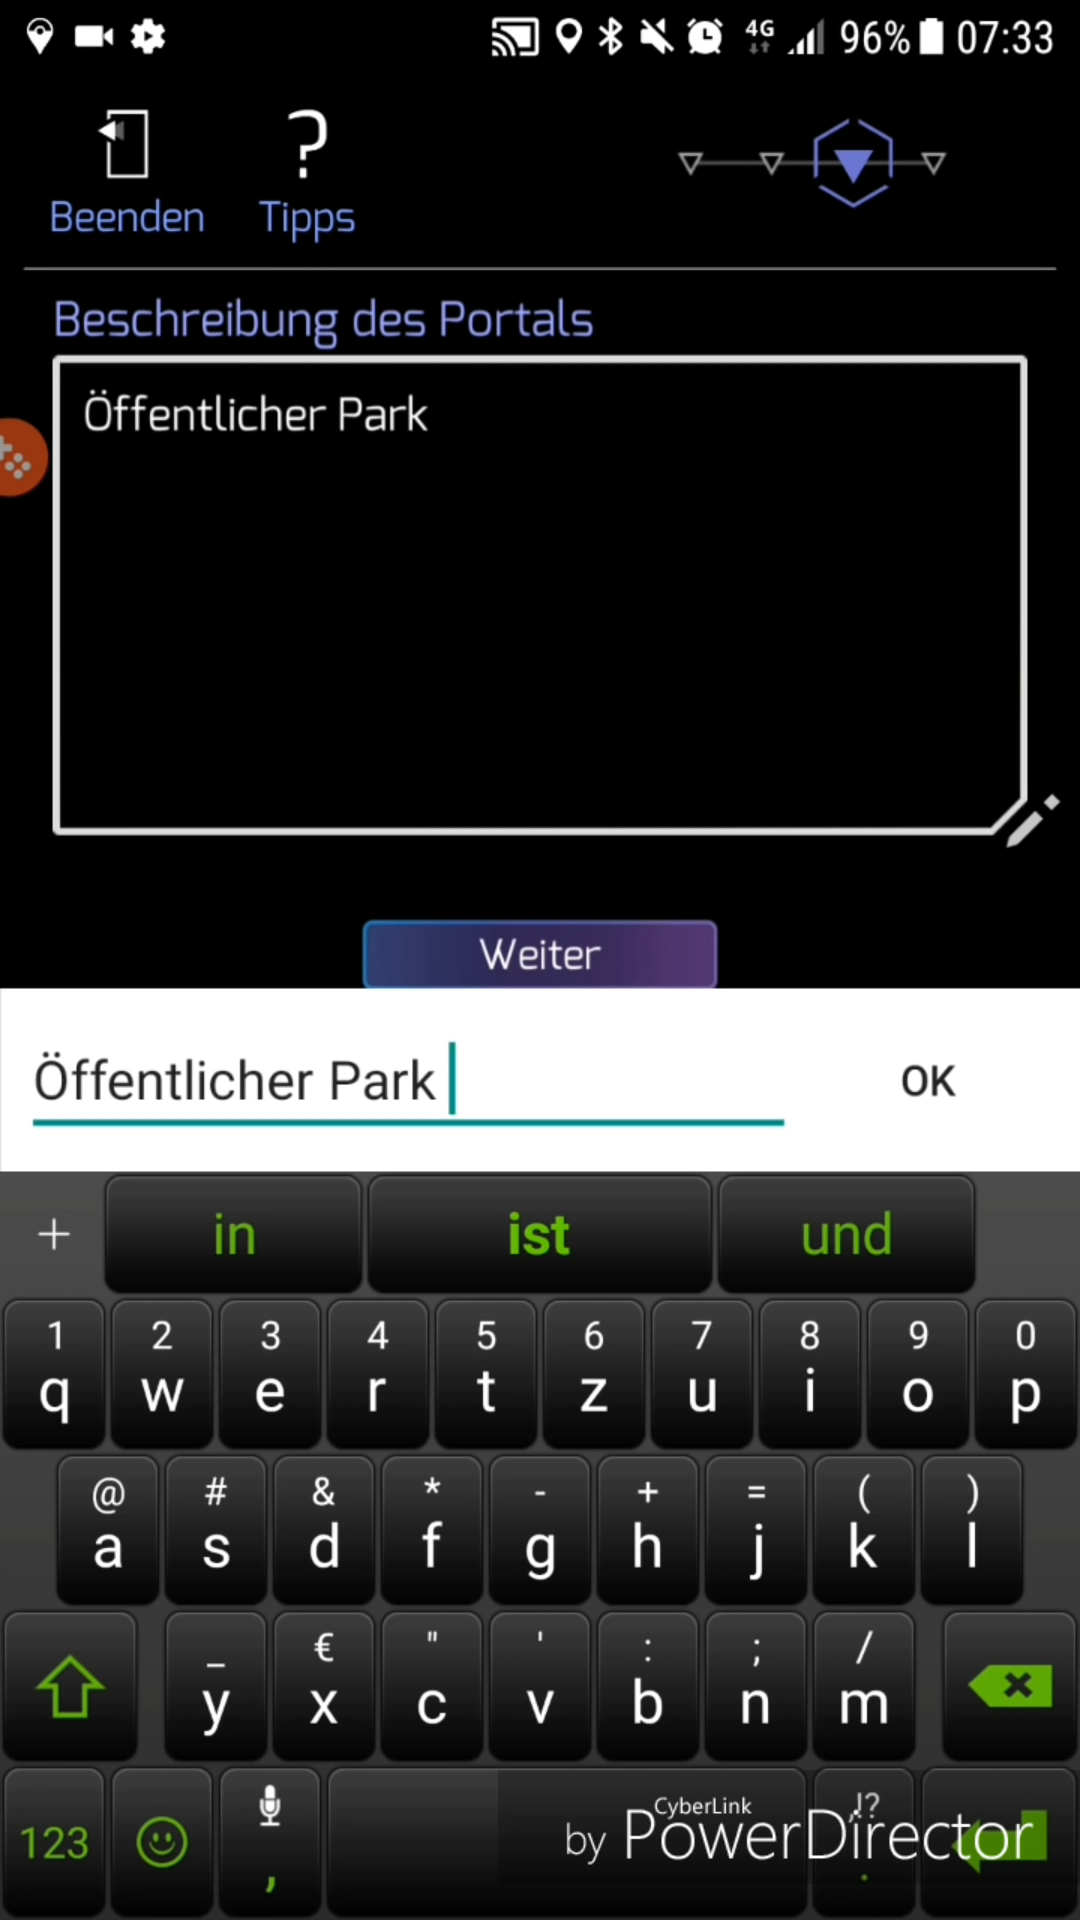 4G 96% 07:33
?
Beenden Tipps
Beschreibung des Portals
Öffentlicher Park
Weiter
Öffentlicher Park
OK
+ in ist und
1 2 3 4 5 6 7 8 9 0
q w e r t z u i o p
@ # & * - + = ( )
a s d f g h j k l
_ € " ' : ; /
y x c v b n m
123 , ,!? .
CyberLink
by PowerDirector